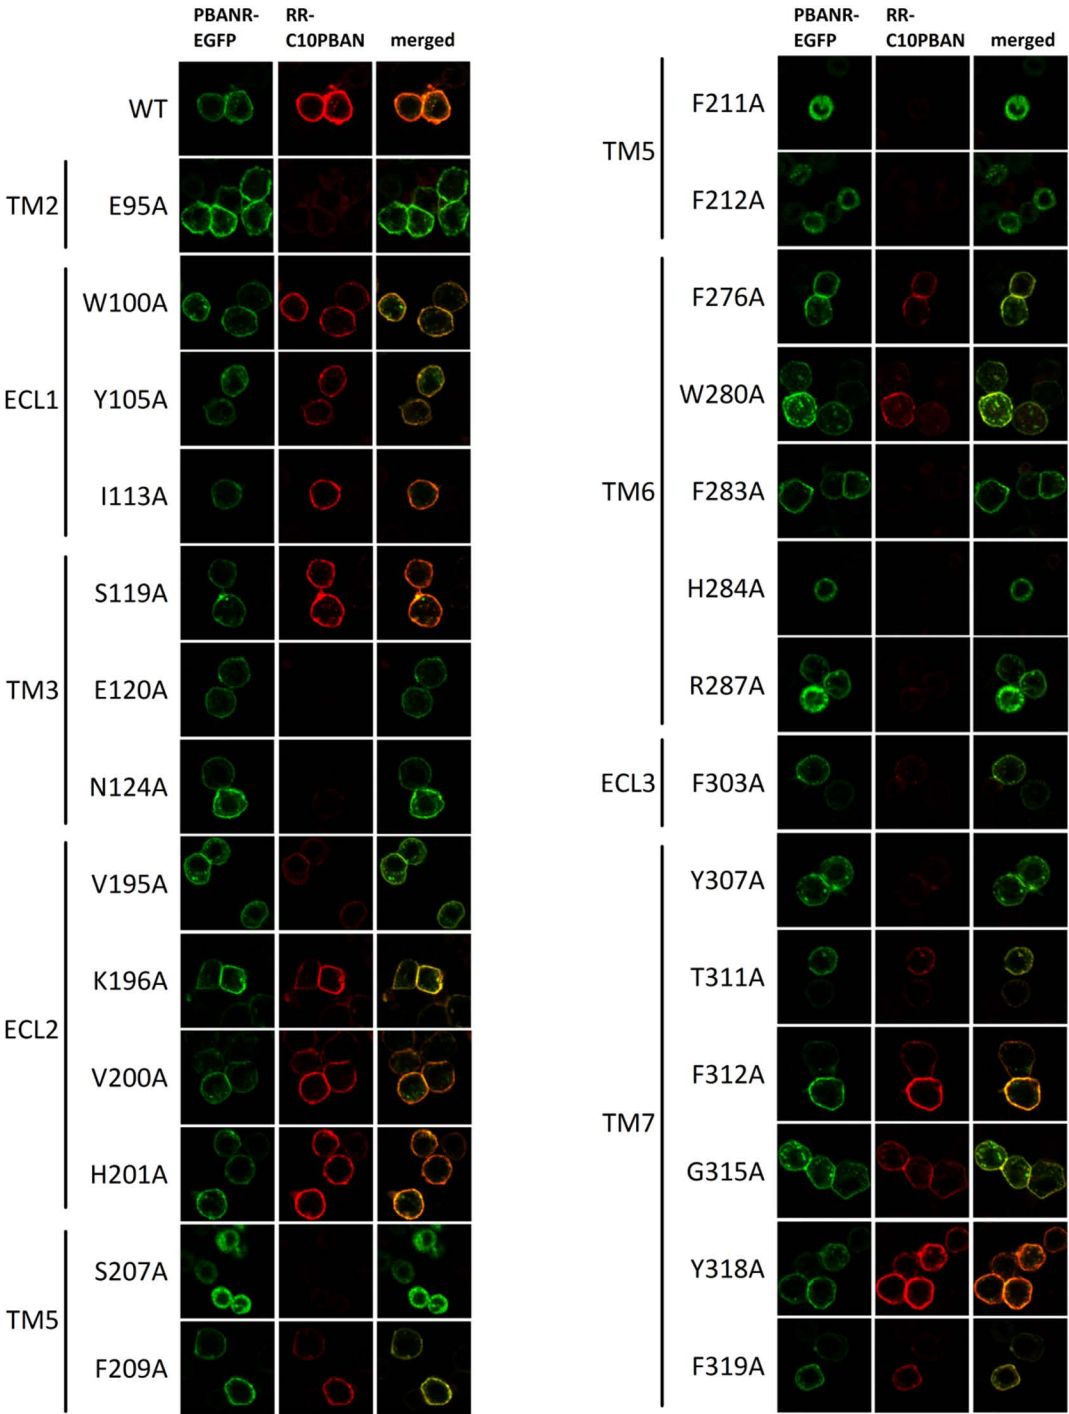 PBANR-
EGFP
RR-
C10PBAN
merged
WT
TM2
E95A
ECL1
W100A
Y105A
I113A
TM3
S119A
E120A
N124A
ECL2
V195A
K196A
V200A
H201A
TM5
S207A
F209A
PBANR-
EGFP
RR-
C10PBAN
merged
TM5
F211A
F212A
TM6
F276A
W280A
F283A
H284A
R287A
ECL3
F303A
TM7
Y307A
T311A
F312A
G315A
Y318A
F319A